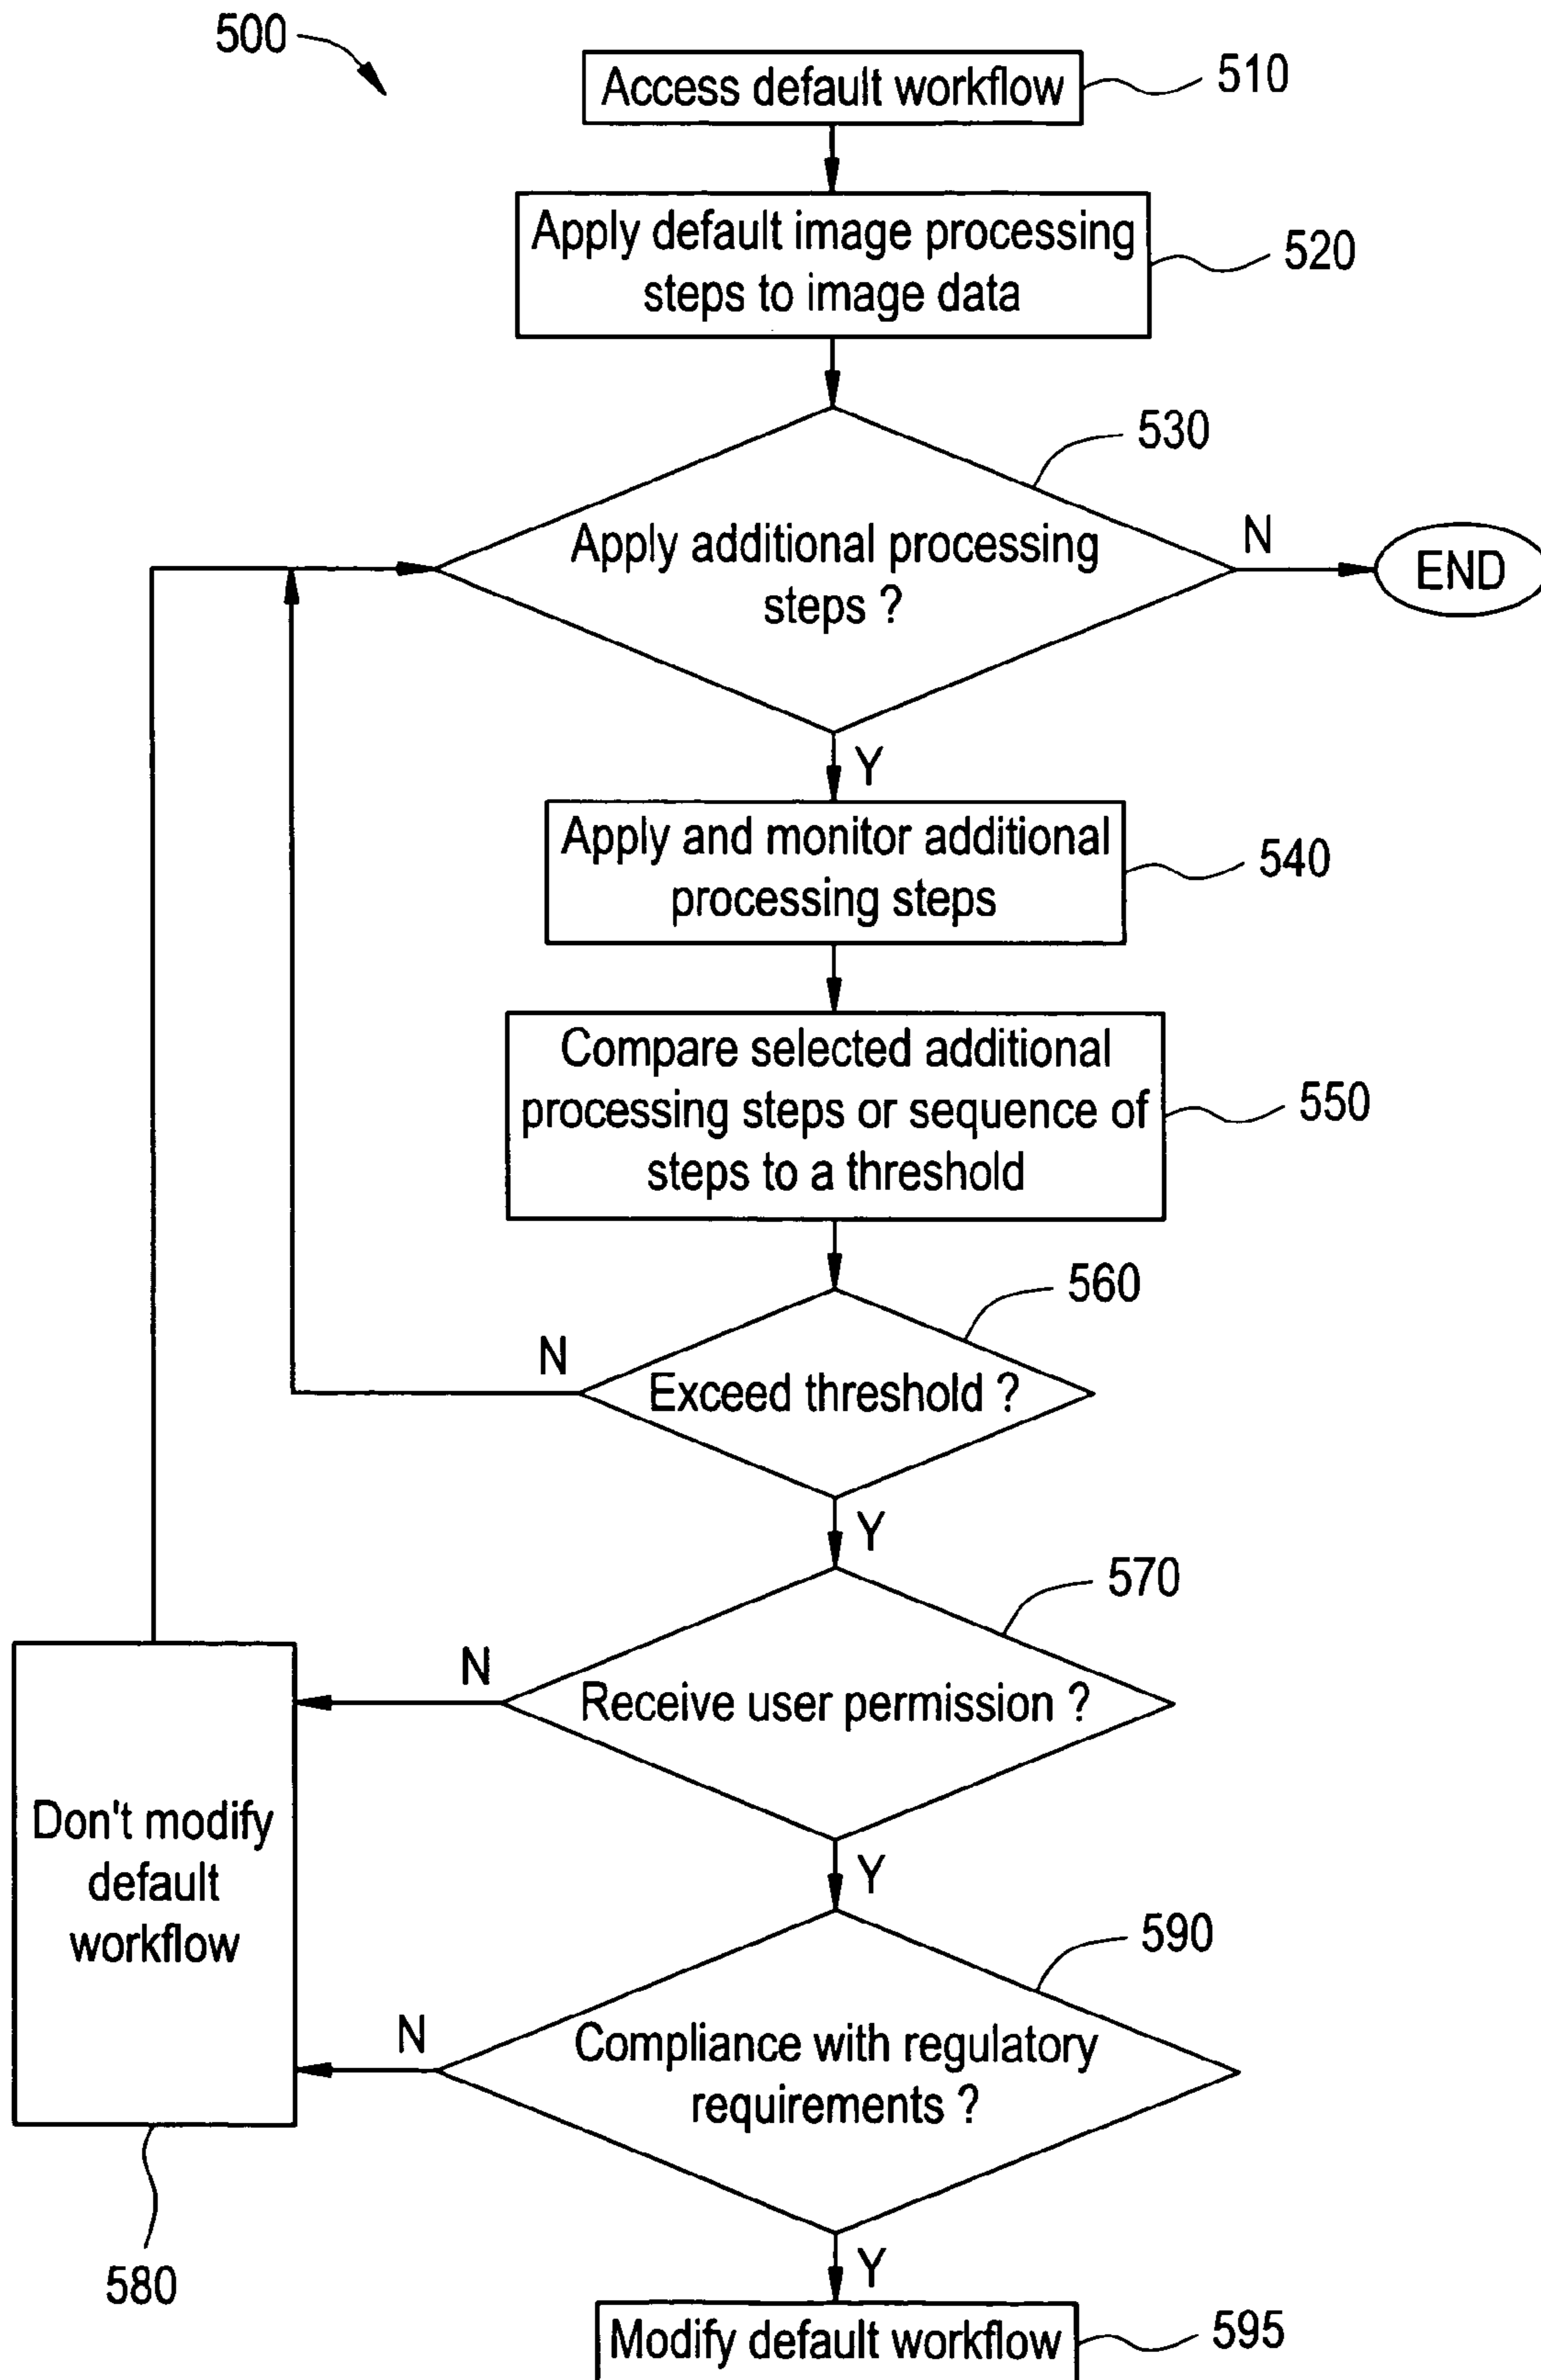 500
Access default workflow
510
Apply default image processing
steps to image data
520
530
Apply additional processing
steps ?
N
END
Y
Apply and monitor additional
processing steps
540
Compare selected additional
processing steps or sequence of
steps to a threshold
550
560
N
Exceed threshold ?
Y
570
N
Receive user permission ?
Don't modify
default
workflow
Y
590
N
Compliance with regulatory
requirements ?
580
Y
Modify default workflow
595